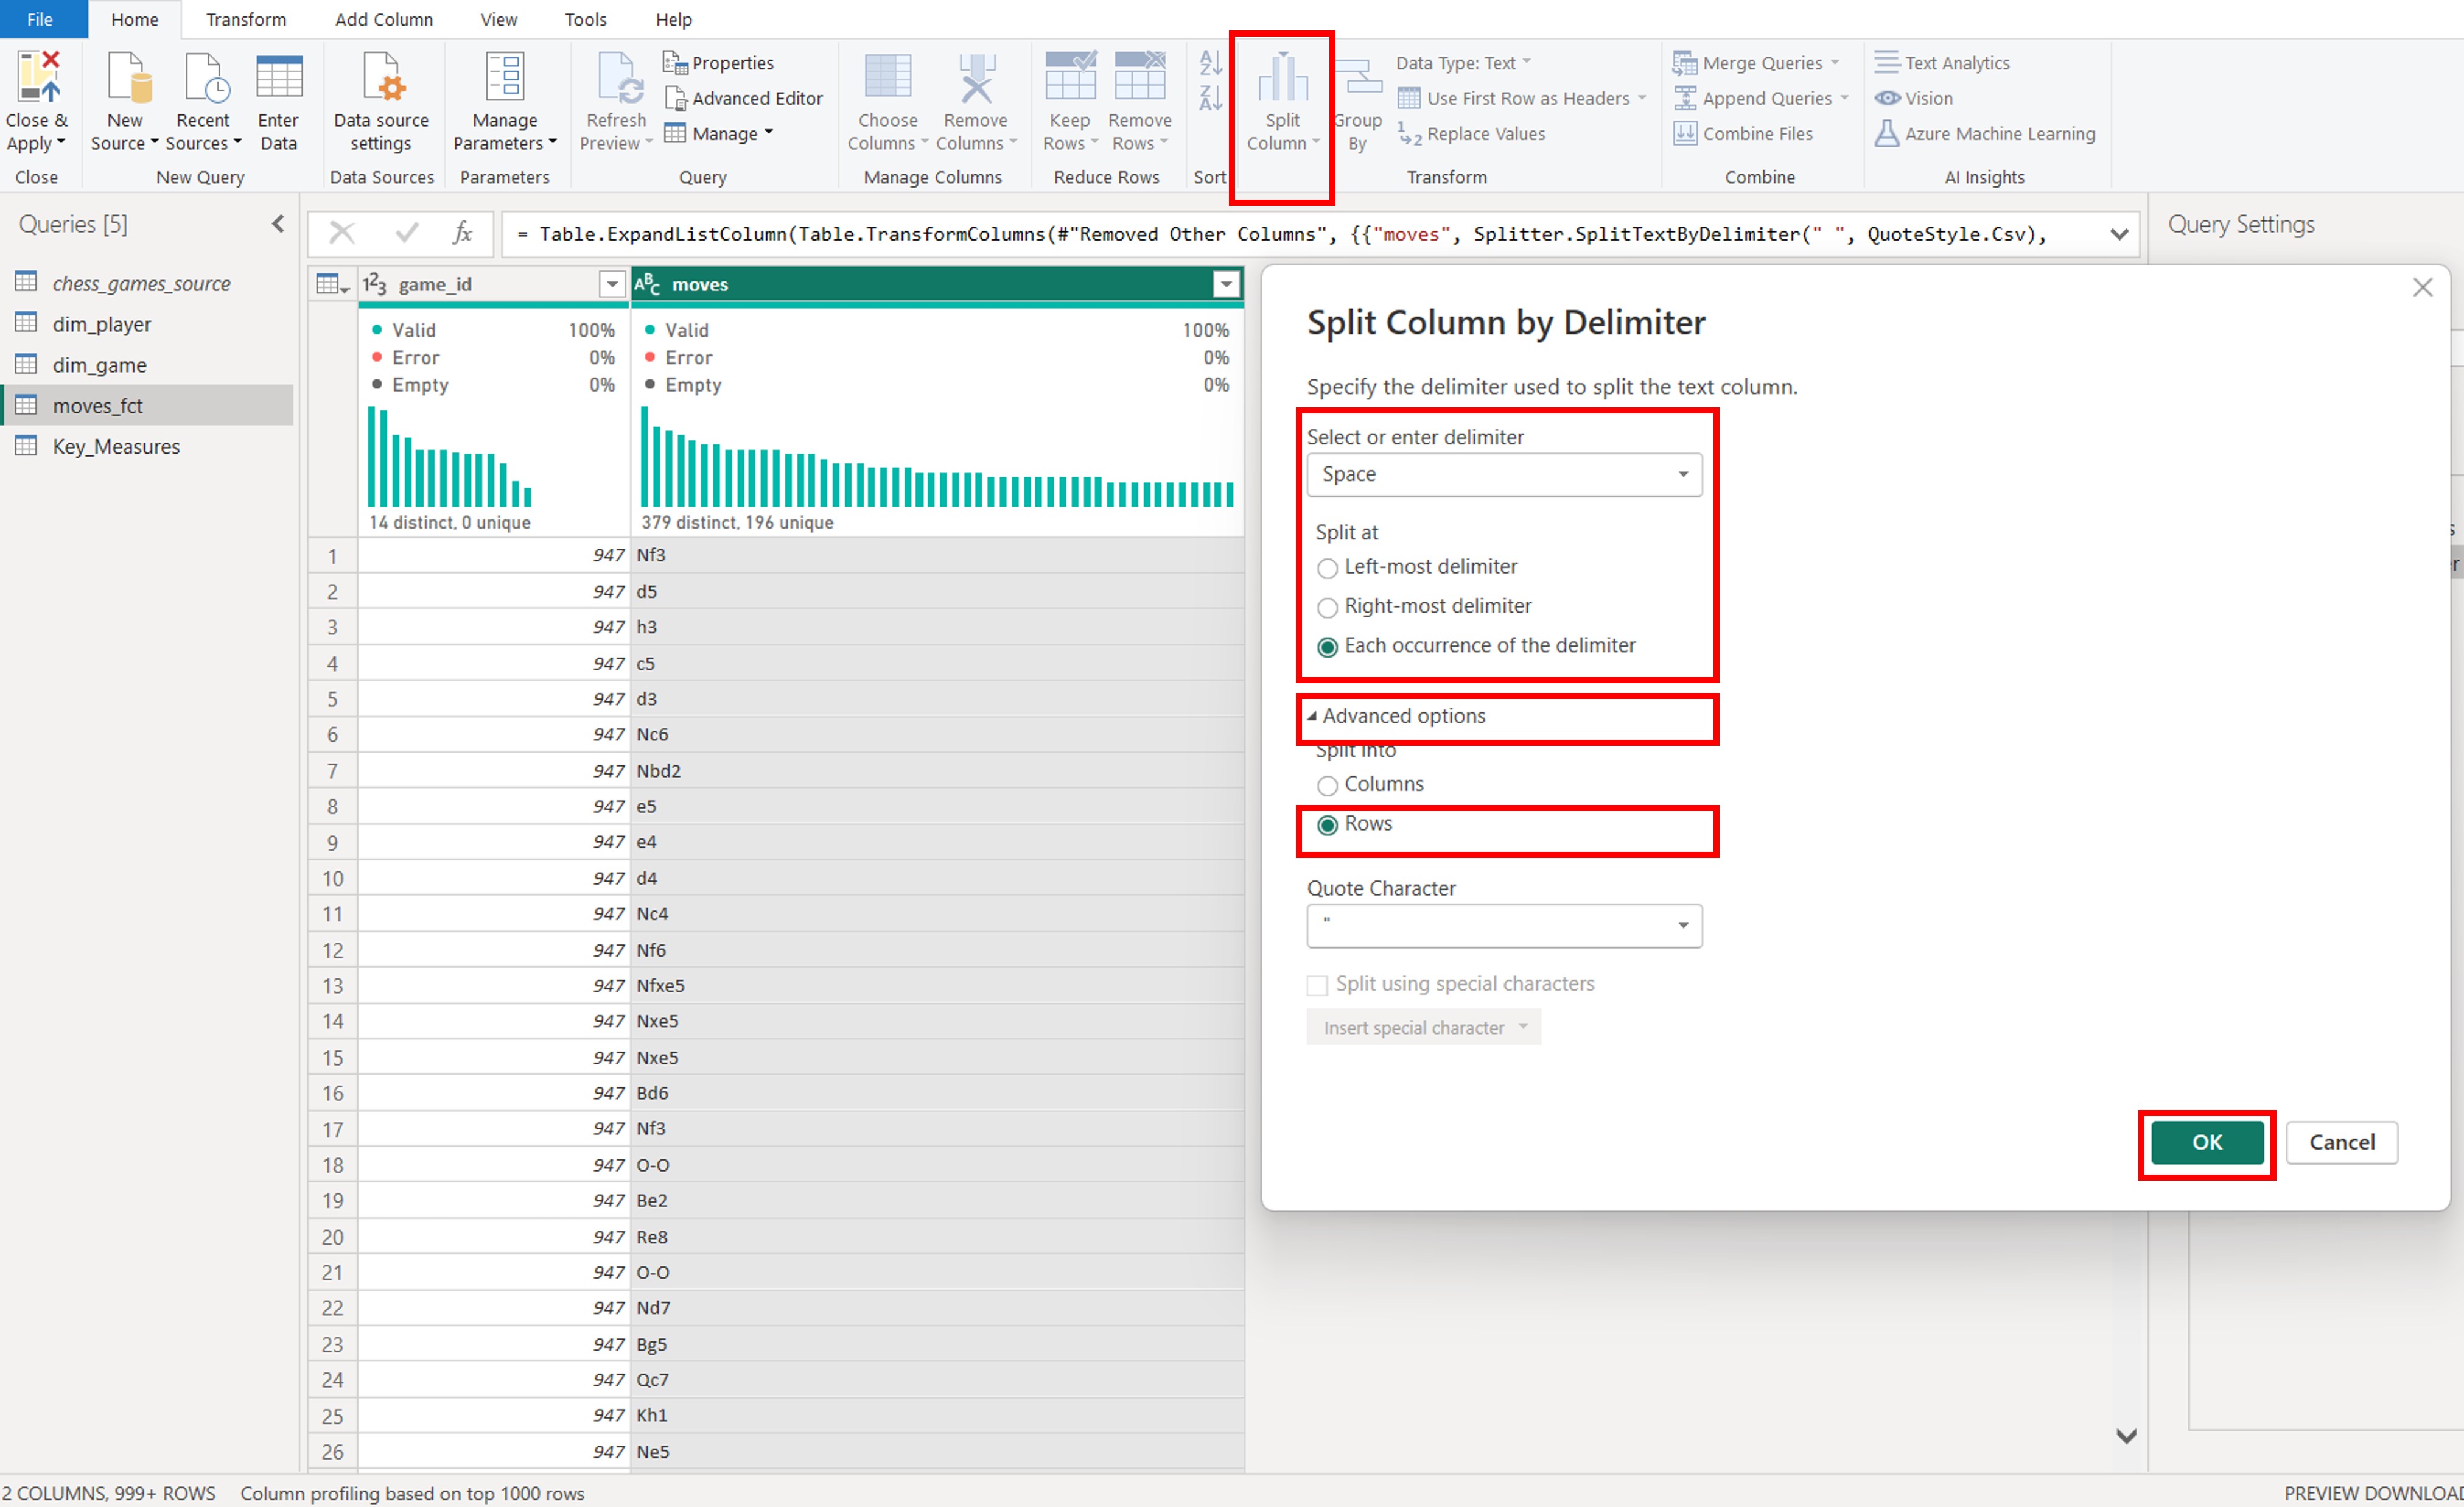 File Home Transform Add Column View Tools Help
Close & Apply
New Source
Recent Sources
Enter Data
Data source settings
Manage Parameters
Refresh Preview
Properties
Advanced Editor
Manage
Choose Columns
Remove Columns
Keep Rows
Remove Rows
Split Column
Group By
Data Type: Text
Use First Row as Headers
Replace Values
Merge Queries
Append Queries
Combine Files
Text Analytics
Vision
Azure Machine Learning
Close New Query Data Sources Parameters Query Manage Columns Reduce Rows Sort Transform Combine AI Insights
Queries [5]
chess_games_source
dim_player
dim_game
moves_fct
Key_Measures
fx = Table.ExpandListColumn(Table.TransformColumns(#"Removed Other Columns", {{"moves", Splitter.SplitTextByDelimiter(" ", QuoteStyle.Csv),
Query Settings
123 game_id ABC moves
Valid 100% Valid 100%
Error 0% Error 0%
Empty 0% Empty 0%
14 distinct, 0 unique 379 distinct, 196 unique
1 947 Nf3
2 947 d5
3 947 h3
4 947 c5
5 947 d3
6 947 Nc6
7 947 Nbd2
8 947 e5
9 947 e4
10 947 d4
11 947 Nc4
12 947 Nf6
13 947 Nfxe5
14 947 Nxe5
15 947 Nxe5
16 947 Bd6
17 947 Nf3
18 947 O-O
19 947 Be2
20 947 Re8
21 947 O-O
22 947 Nd7
23 947 Bg5
24 947 Qc7
25 947 Kh1
26 947 Ne5
Split Column by Delimiter
Specify the delimiter used to split the text column.
Select or enter delimiter
Space
Split at
Left-most delimiter
Right-most delimiter
Each occurrence of the delimiter
Advanced options
Split into
Columns
Rows
Quote Character
"
Split using special characters
Insert special character
OK Cancel
2 COLUMNS, 999+ ROWS Column profiling based on top 1000 rows
PREVIEW DOWNLOA